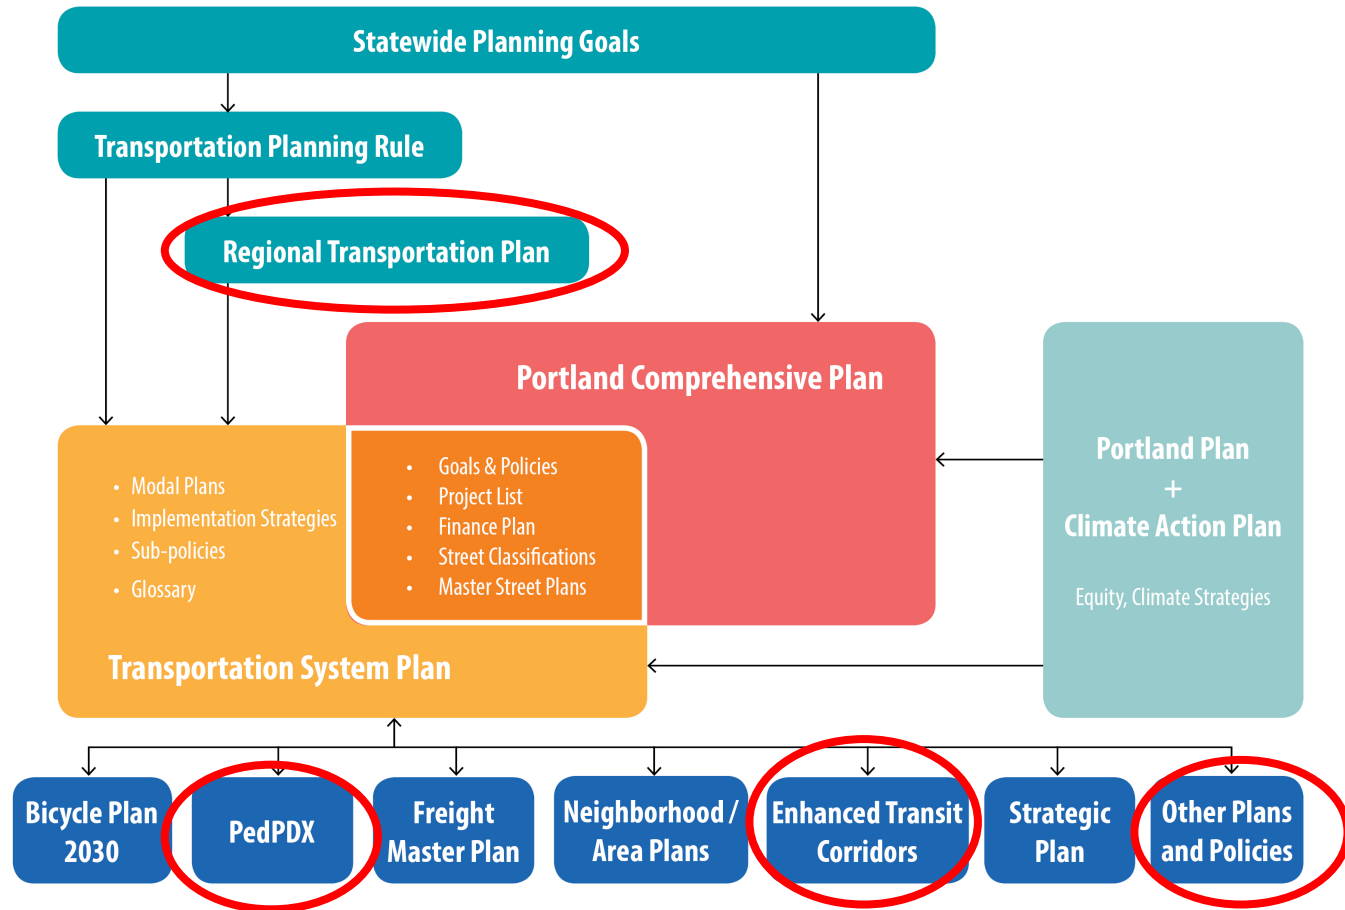 Statewide Planning Goals
Transportation Planning Rule
Regional Transportation Plan
Portland Comprehensive Plan
• Goals & Policies
• Project List
• Finance Plan
• Street Classifications
• Master Street Plans
• Modal Plans
• Implementation Strategies
• Sub-policies
• Glossary
Transportation System Plan
Portland Plan
+
Climate Action Plan
Equity, Climate Strategies
Bicycle Plan
2030
PedPDX
Freight
Master Plan
Neighborhood /
Area Plans
Enhanced Transit
Corridors
Strategic
Plan
Other Plans
and Policies